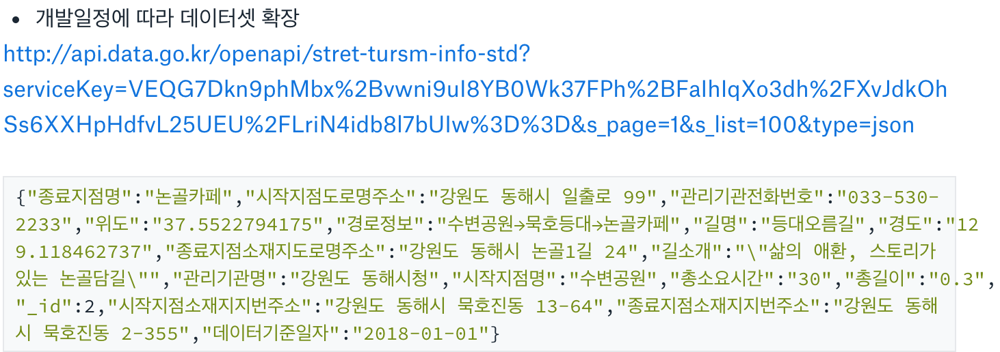 • 개발일정에 따라 데이터셋 확장
http://api.data.go.kr/openapi/stret-tursm-info-std?
serviceKey=VEQG7Dkn9phMbx%2Bvwni9uI8YB0Wk37FPh%2BFaIhIqXo3dh%2FXvJdkOh
Ss6XXHpHdfvL25UEU%2FLriN4idb8l7bUIw%3D%3D&s_page=1&s_list=100&type=json
{"종료지점명":"논골카페","시작지점도로명주소":"강원도 동해시 일출로 99","관리기관전화번호":"033-530-
2233","위도":"37.5522794175","경로정보":"수변공원→묵호등대→논골카페","길명":"등대오름길","경도":"12
9.118462737","종료지점소재지도로명주소":"강원도 동해시 논골1길 24","길소개":"\"삶의 애환, 스토리가
있는 논골담길\"","관리기관명":"강원도 동해시청","시작지점명":"수변공원","총소요시간":"30","총길이":"0.3",
"_id":2,"시작지점소재지지번주소":"강원도 동해시 묵호진동 13-64","종료지점소재지지번주소":"강원도 동해
시 묵호진동 2-355","데이터기준일자":"2018-01-01"}